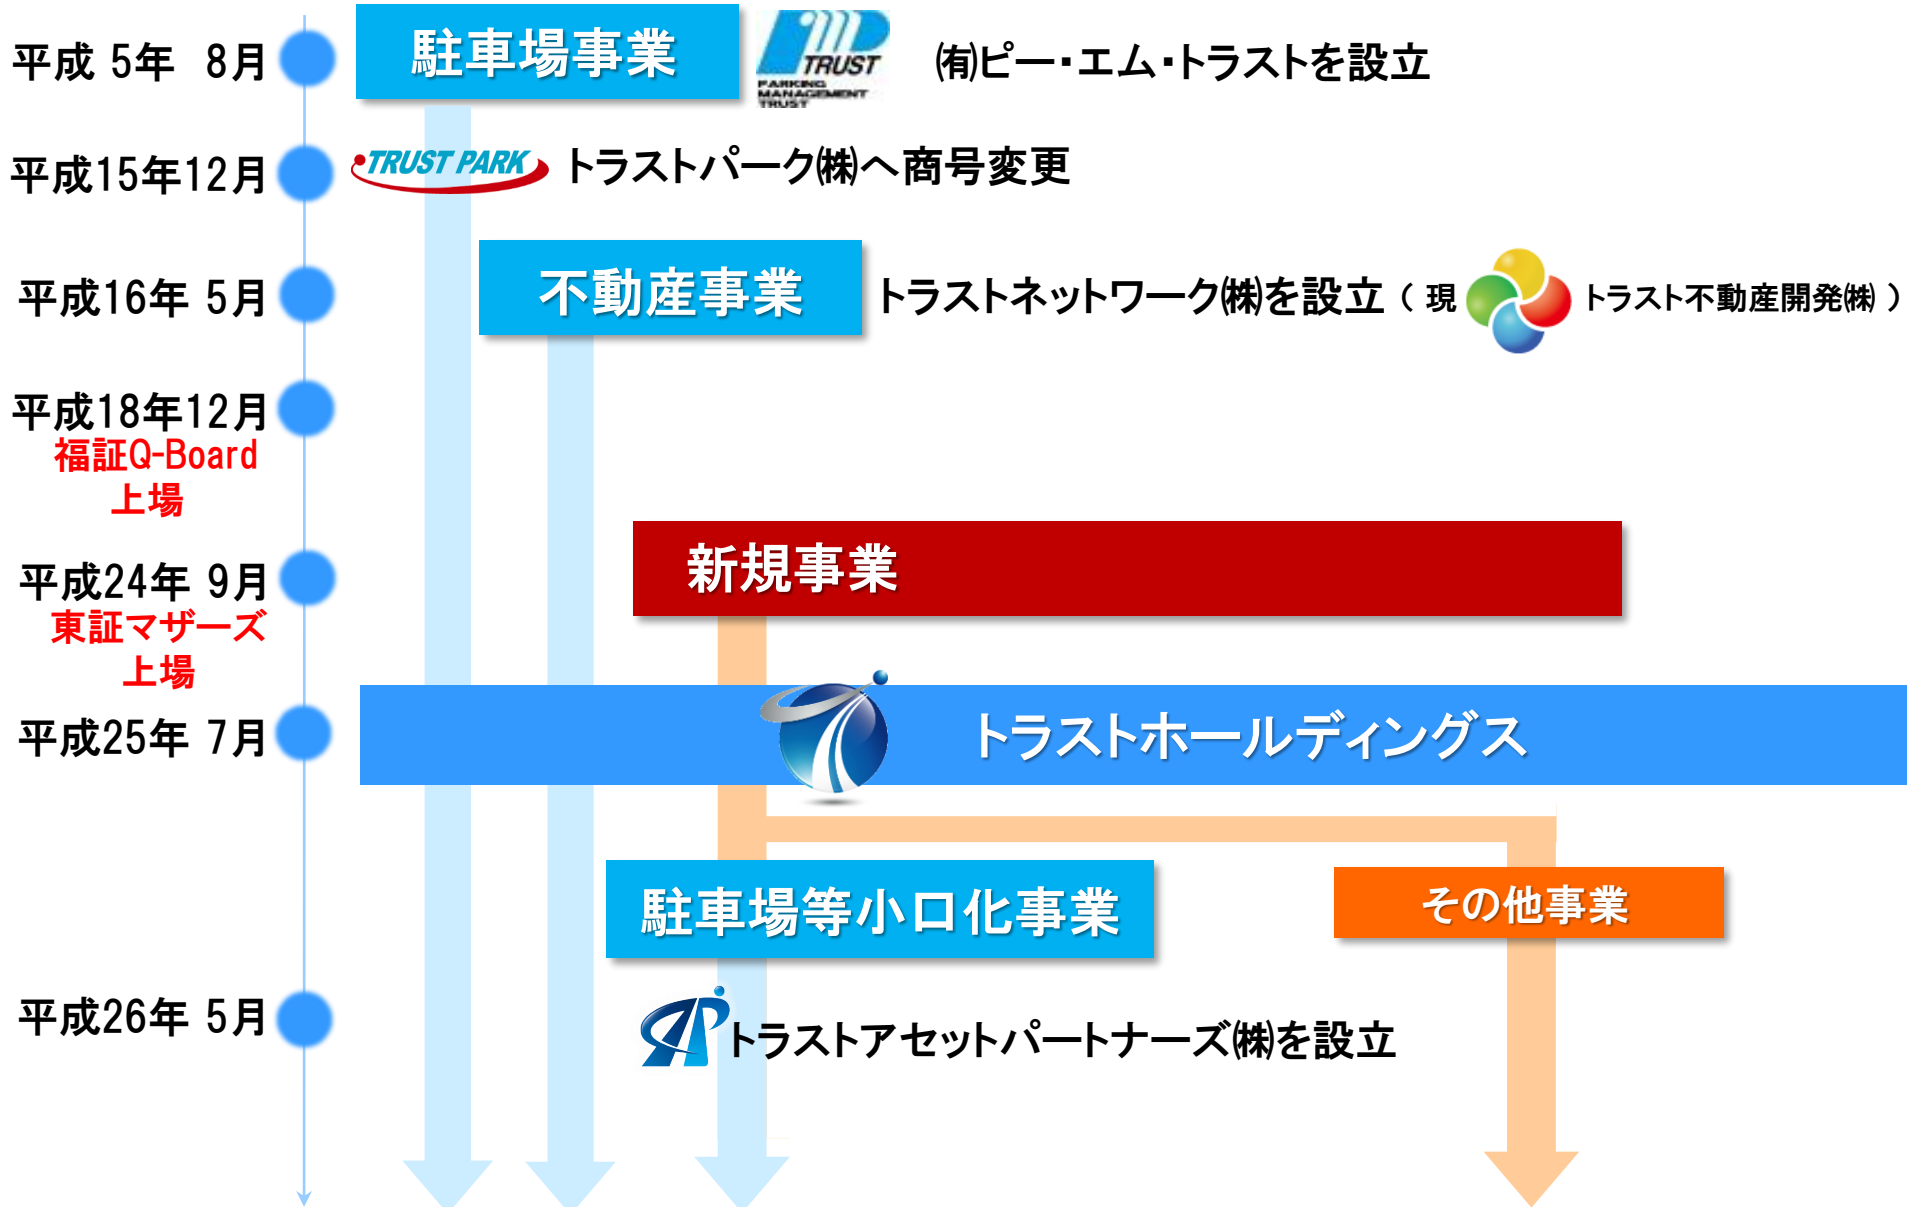 平成 5年 8月
駐車場事業
TRUST
PARKING
MANAGEMENT
TRUST
㈲ピー・エム・トラストを設立
平成15年12月
TRUST PARK
トラストパーク㈱へ商号変更
平成16年 5月
不動産事業
トラストネットワーク㈱を設立（ 現 トラスト不動産開発㈱ ）
平成18年12月
福証Q-Board
上場
新規事業
平成24年 9月
東証マザーズ
上場
平成25年 7月
トラストホールディングス
駐車場等小口化事業
その他事業
平成26年 5月
トラストアセットパートナーズ㈱を設立